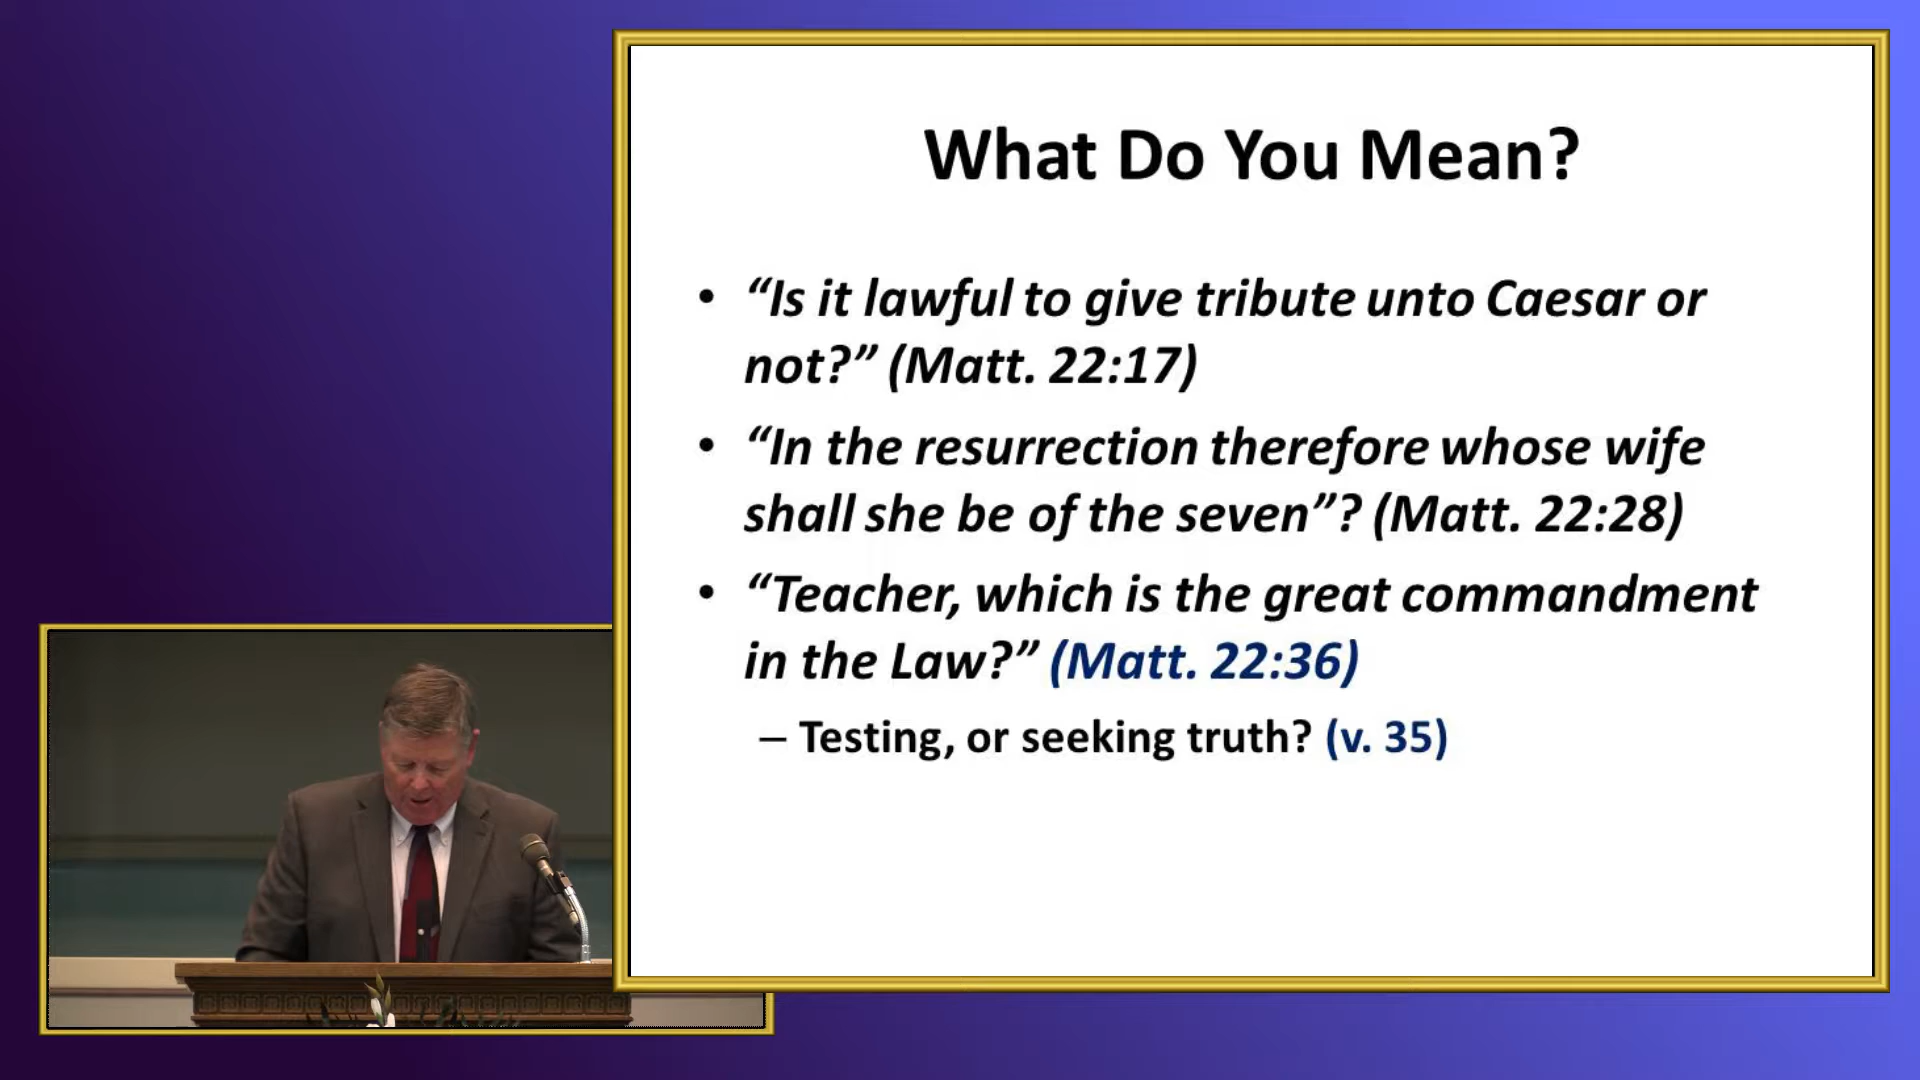 What Do You Mean?
• “Is it lawful to give tribute unto Caesar or
not?” (Matt. 22:17)
• “In the resurrection therefore whose wife
shall she be of the seven”? (Matt. 22:28)
• “Teacher, which is the great commandment
in the Law?” (Matt. 22:36)
– Testing, or seeking truth? (v. 35)